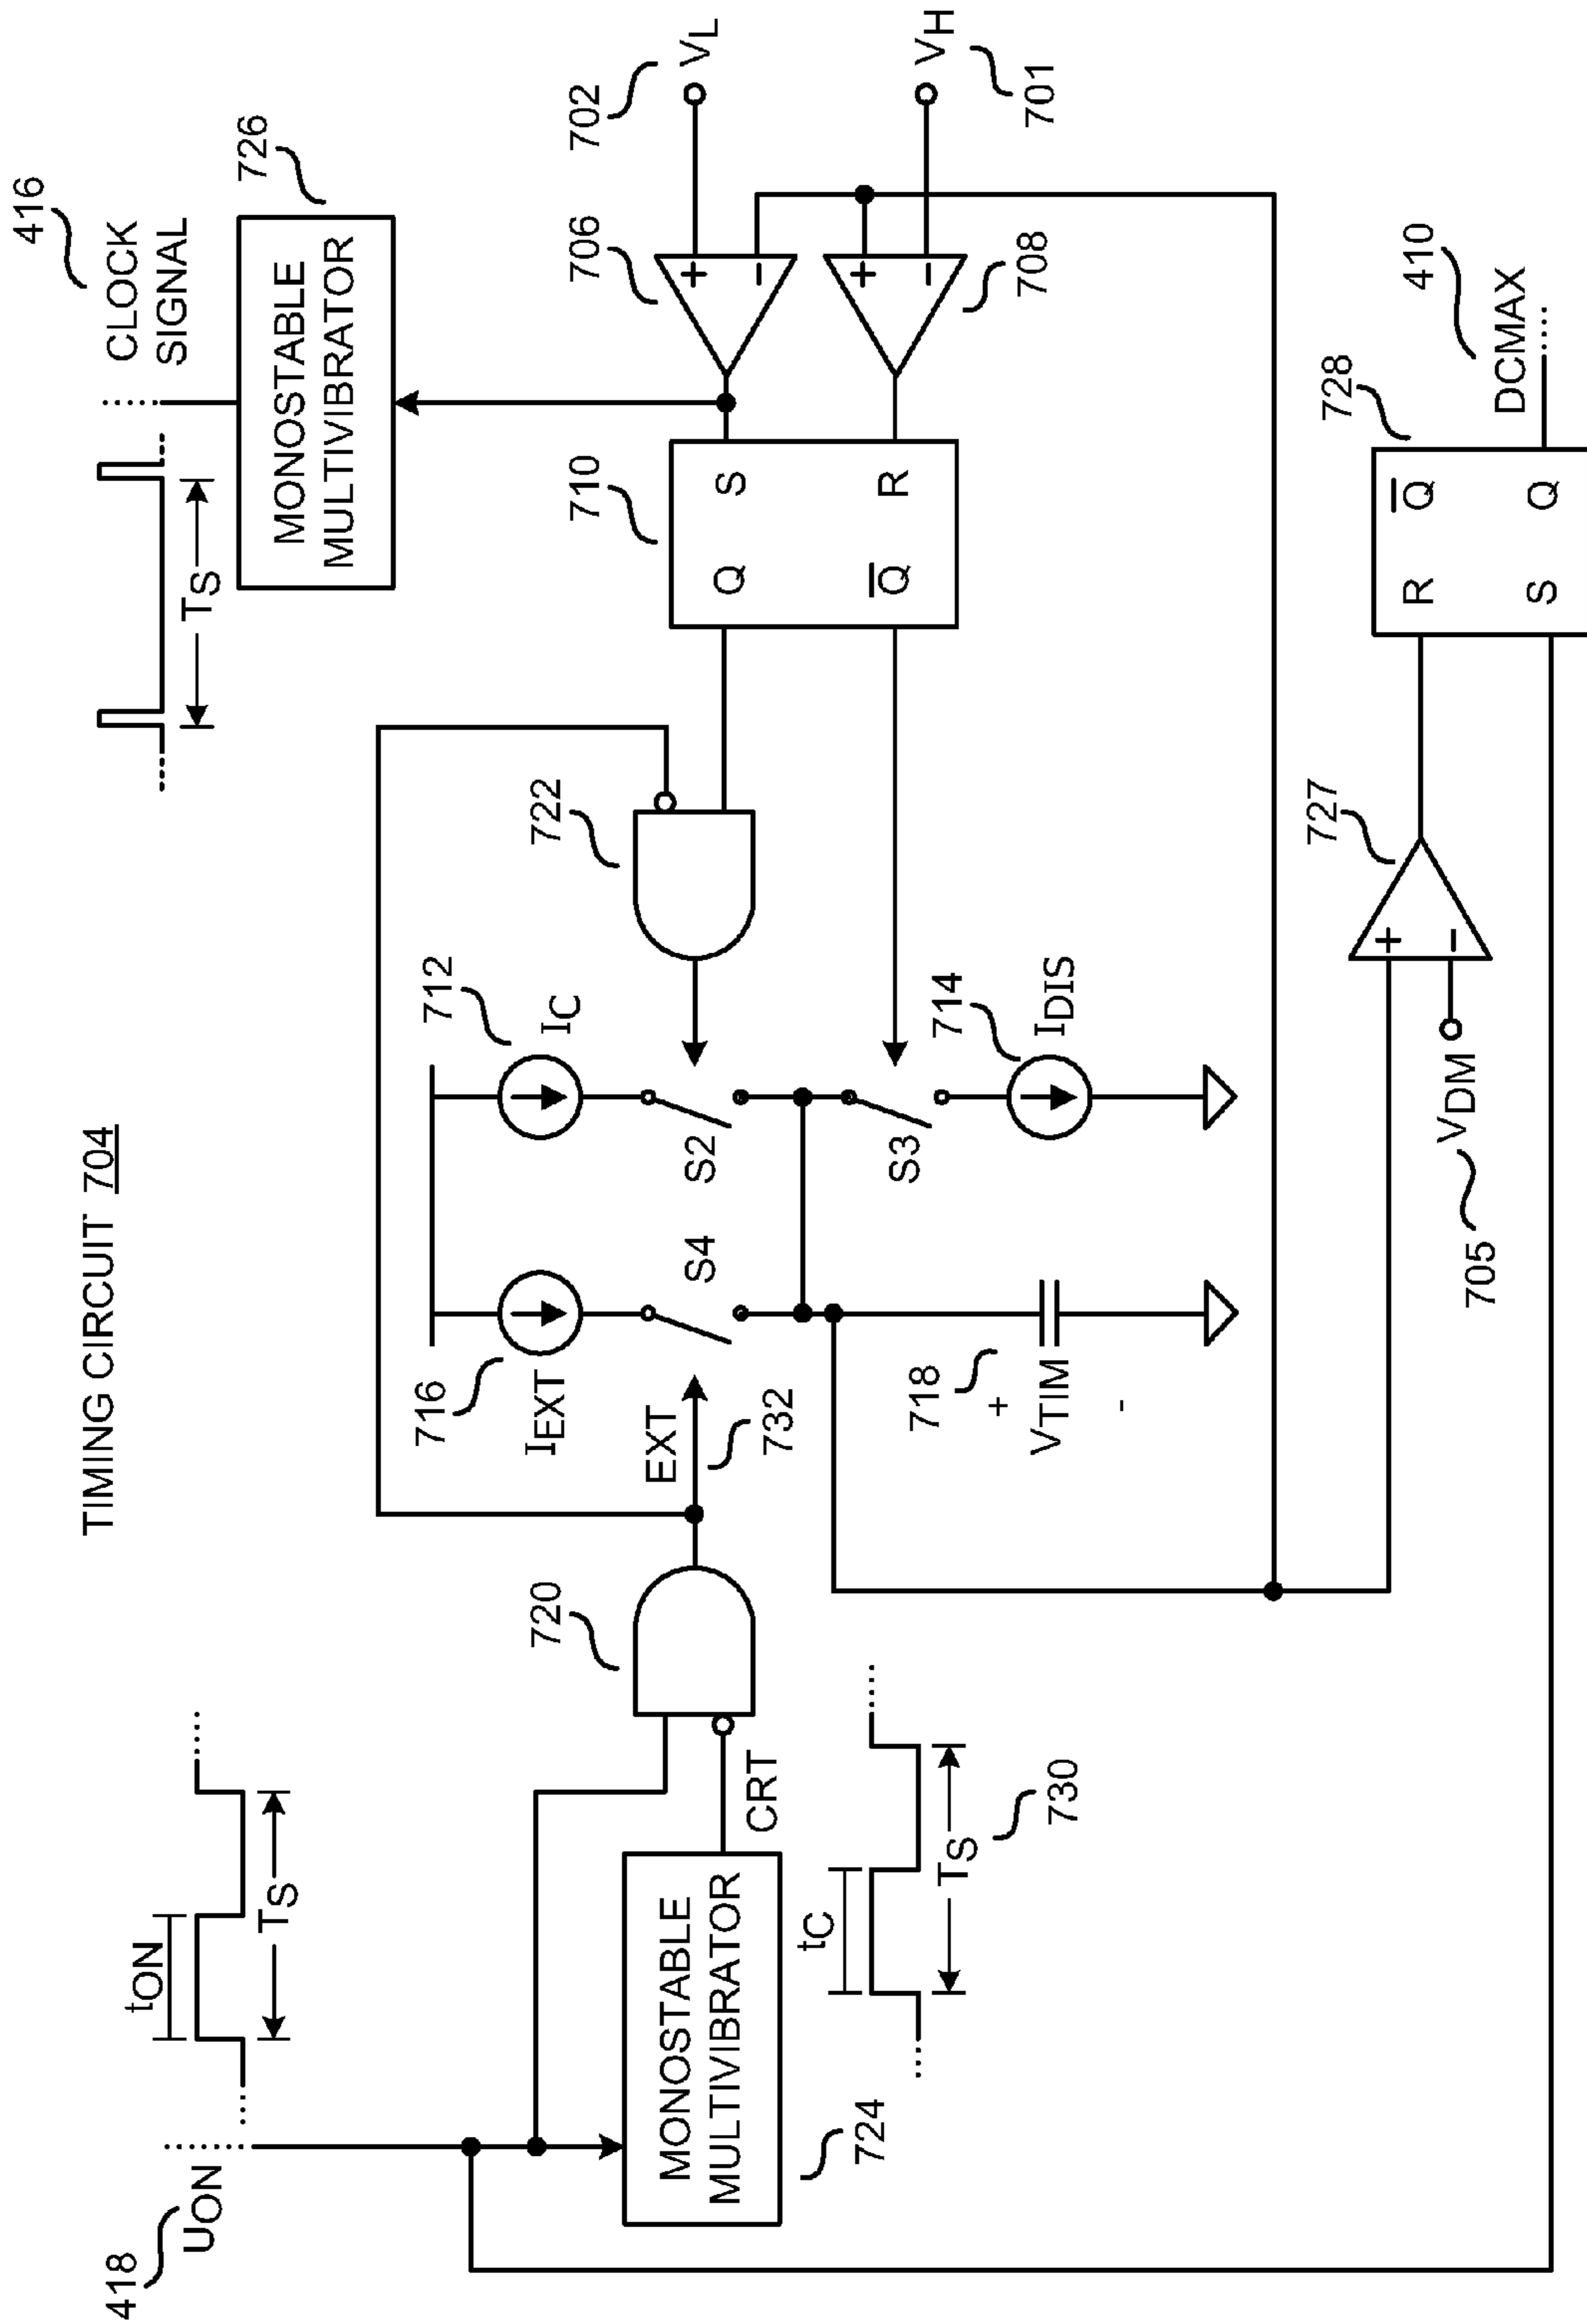 TIMING CIRCUIT 704
418
UON
tON
TS
MONOSTABLE
MULTIVIBRATOR
724
CRT
tC
TS
730
720
EXT
732
716
IEXT
S4
712
IC
S2
S3
718
+
VTIM
-
714
IDIS
722
710
Q
S
Q
R
TS
416
CLOCK
SIGNAL
726
MONOSTABLE
MULTIVIBRATOR
706
+
-
+
-
708
702
VL
VH
701
705
VDM
+
-
727
728
R
Q
S
Q
DCMAX
410